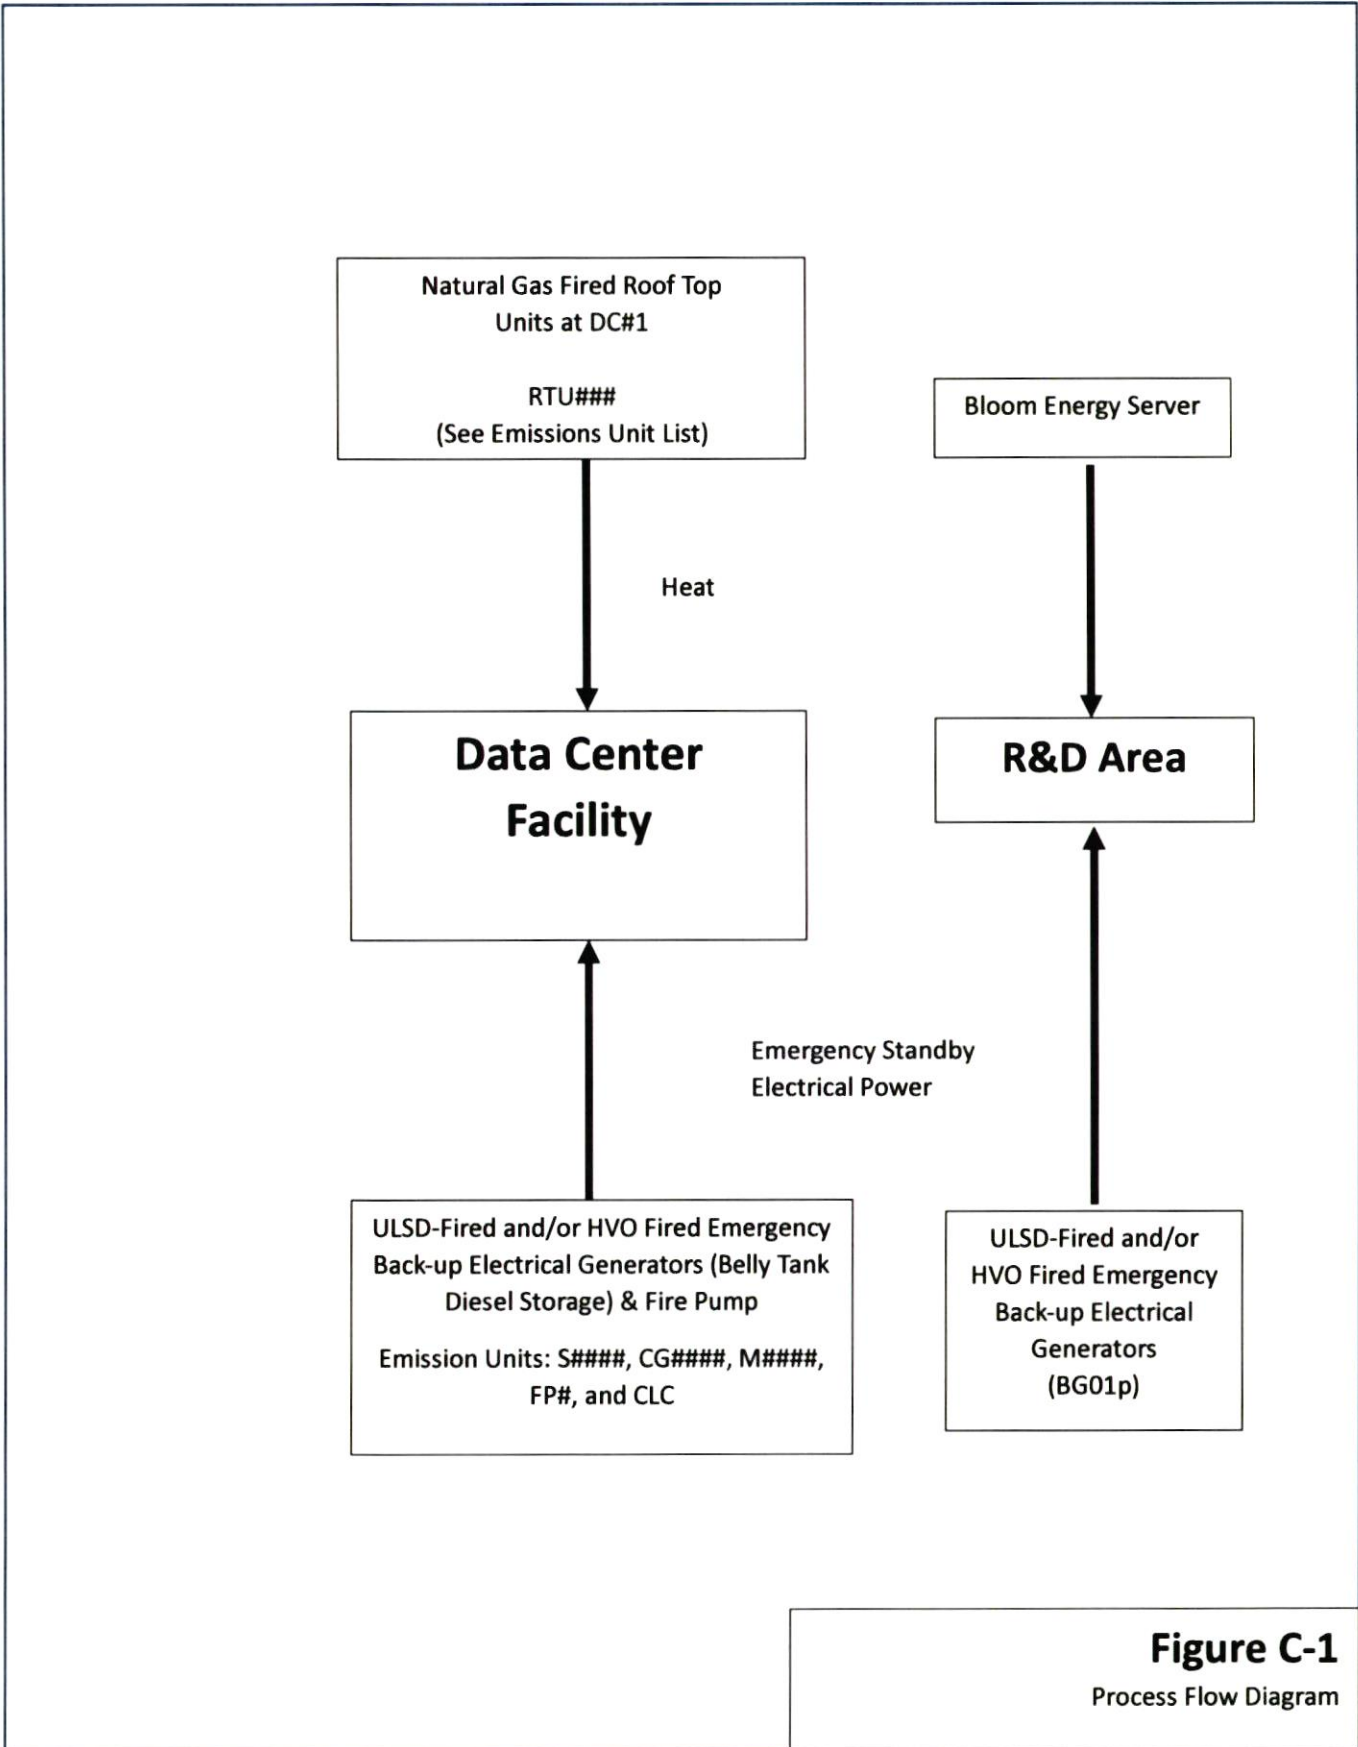 Natural Gas Fired Roof Top
Units at DC#1
RTU###
(See Emissions Unit List)
Bloom Energy Server
Heat
Data Center
Facility
R&D Area
Emergency Standby
Electrical Power
ULSD-Fired and/or HVO Fired Emergency
Back-up Electrical Generators (Belly Tank
Diesel Storage) & Fire Pump
Emission Units: S####, CG####, M####,
FP#, and CLC
ULSD-Fired and/or
HVO Fired Emergency
Back-up Electrical
Generators
(BG01p)
Figure C-1
Process Flow Diagram